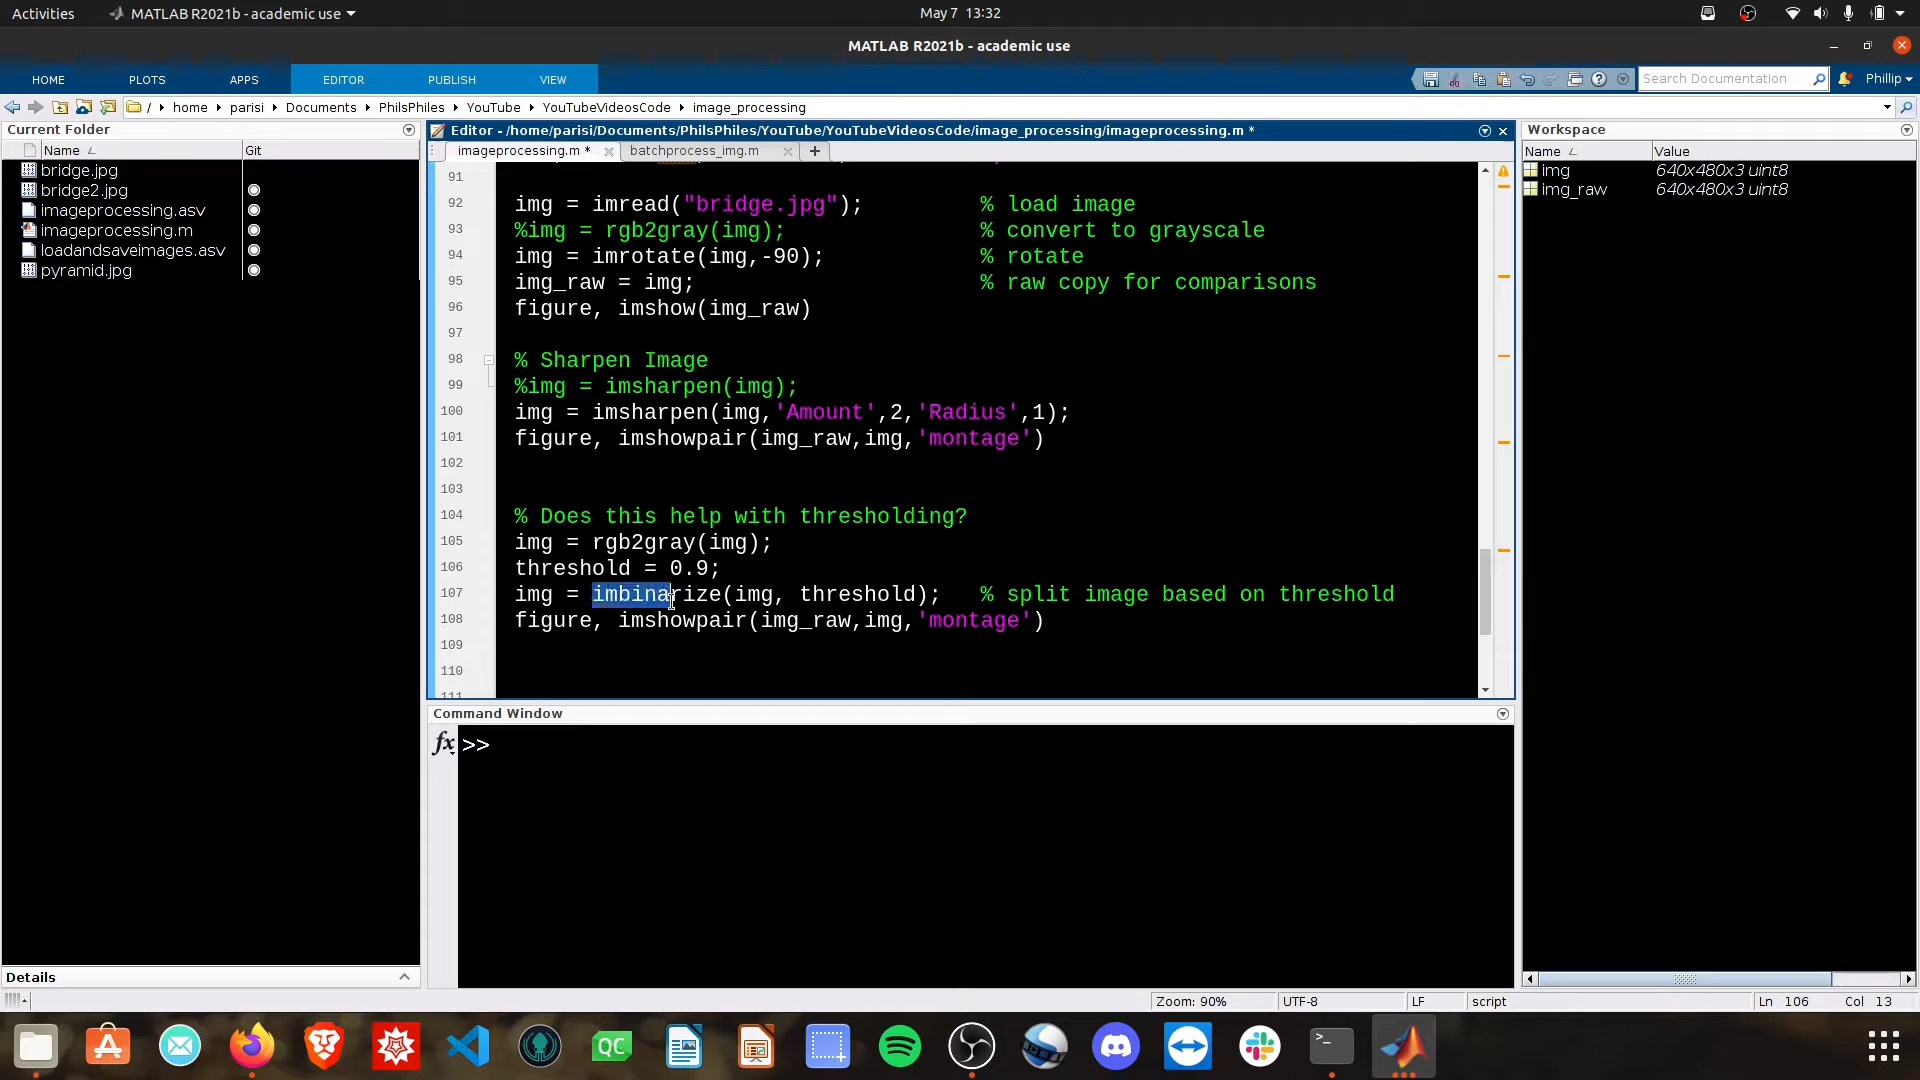 Activities
MATLAB R2021b - academic use
May 7 13:32
MATLAB R2021b - academic use
HOME
PLOTS
APPS
EDITOR
PUBLISH
VIEW
Search Documentation
Phillip
/ home parisi Documents PhilsPhiles YouTube YouTubeVideosCode image_processing
Current Folder
Name
Git
bridge.jpg
bridge2.jpg
imageprocessing.asv
imageprocessing.m
loadandsaveimages.asv
pyramid.jpg
Details
Editor - /home/parisi/Documents/PhilsPhiles/YouTube/YouTubeVideosCode/image_processing/imageprocessing.m *
imageprocessing.m *
batchprocess_img.m
91
92 img = imread("bridge.jpg"); % load image
93 %img = rgb2gray(img); % convert to grayscale
94 img = imrotate(img,-90); % rotate
95 img_raw = img; % raw copy for comparisons
96 figure, imshow(img_raw)
97
98 % Sharpen Image
99 %img = imsharpen(img);
100 img = imsharpen(img,'Amount',2,'Radius',1);
101 figure, imshowpair(img_raw,img,'montage')
102
103
104 % Does this help with thresholding?
105 img = rgb2gray(img);
106 threshold = 0.9;
107 img = imbinarize(img, threshold); % split image based on threshold
108 figure, imshowpair(img_raw,img,'montage')
109
110
111
Command Window
fx >>
Workspace
Name
Value
img 640x480x3 uint8
img_raw 640x480x3 uint8
Zoom: 90%
UTF-8
LF
script
Ln 106 Col 13
QC